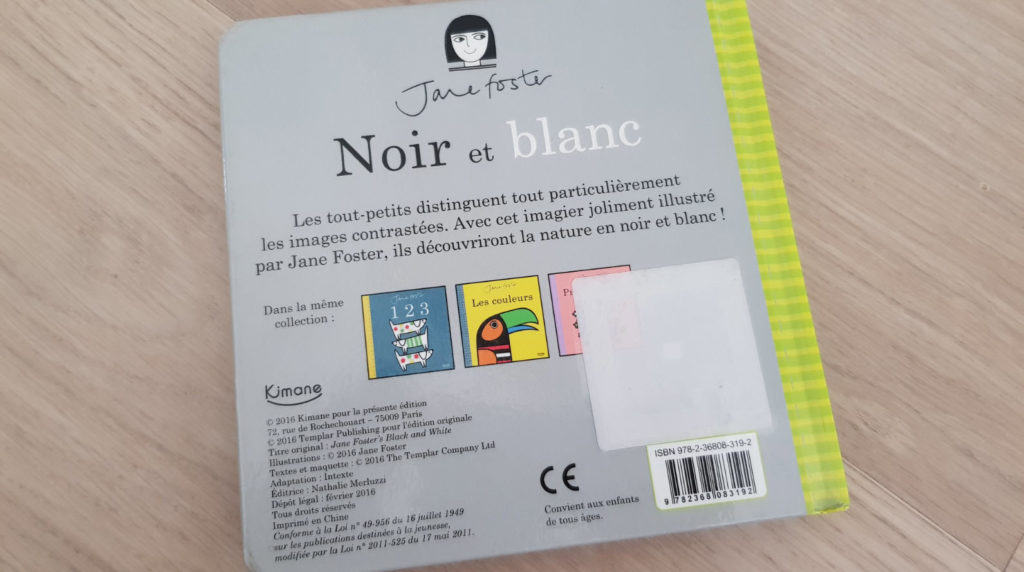 Jane foster
Noir et blanc
Les tout-petits distinguent tout particulièrement
les images contrastées. Avec cet imagier joliment illustré
par Jane Foster, ils découvriront la nature en noir et blanc !
Dans la même
collection :
Jane foster
1 2 3
Jane foster
Les couleurs
Kimane
© 2016 Kimane pour la présente édition
72, rue de Rochechouart – 75009 Paris
© 2016 Templar Publishing pour l'édition originale
Titre original : Jane Foster's Black and White
Illustrations : © 2016 Jane Foster
Textes et maquette : © 2016 The Templar Company Ltd
Adaptation : Intexte
Éditrice : Nathalie Merluzzi
Dépôt légal : février 2016
Tous droits réservés
Imprimé en Chine
Conforme à la Loi n° 49-956 du 16 juillet 1949
sur les publications destinées à la jeunesse,
modifiée par la Loi n° 2011-525 du 17 mai 2011.
CE
Convient aux enfants
de tous âges.
ISBN 978-2-36808-319-2
9 782368 083192